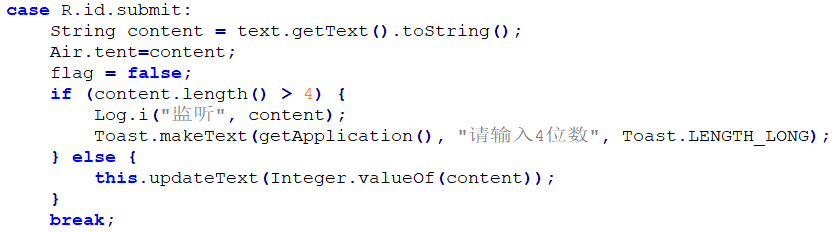 case R.id.submit:
    String content = text.getText().toString();
    Air.tent=content;
    flag = false;
    if (content.length() > 4) {
        Log.i("监听", content);
        Toast.makeText(getApplication(), "请输入4位数", Toast.LENGTH_LONG);
    } else {
        this.updateText(Integer.valueOf(content));
    }
    break;